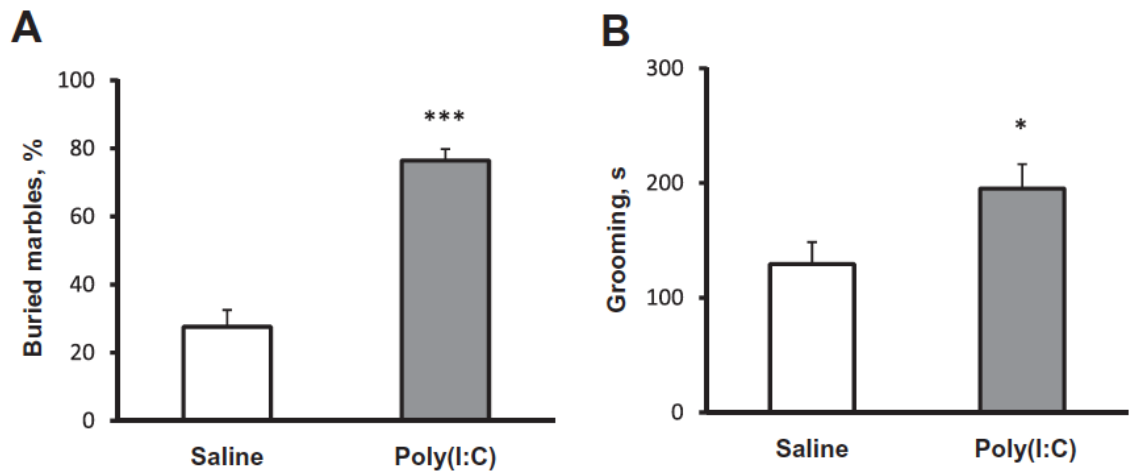 A
Buried marbles, %
100
80
60
40
20
0
***
Saline
Poly(I:C)
B
Grooming, s
300
200
100
0
*
Saline
Poly(I:C)